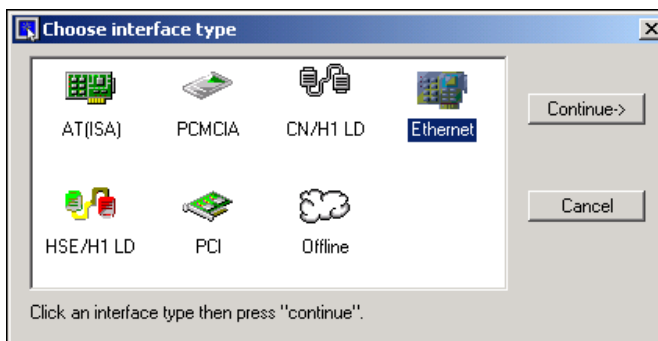 Choose interface type
AT(ISA) PCMCIA CN/H1 LD Ethernet
Continue->
HSE/H1 LD PCI Offline
Cancel
Click an interface type then press "continue".